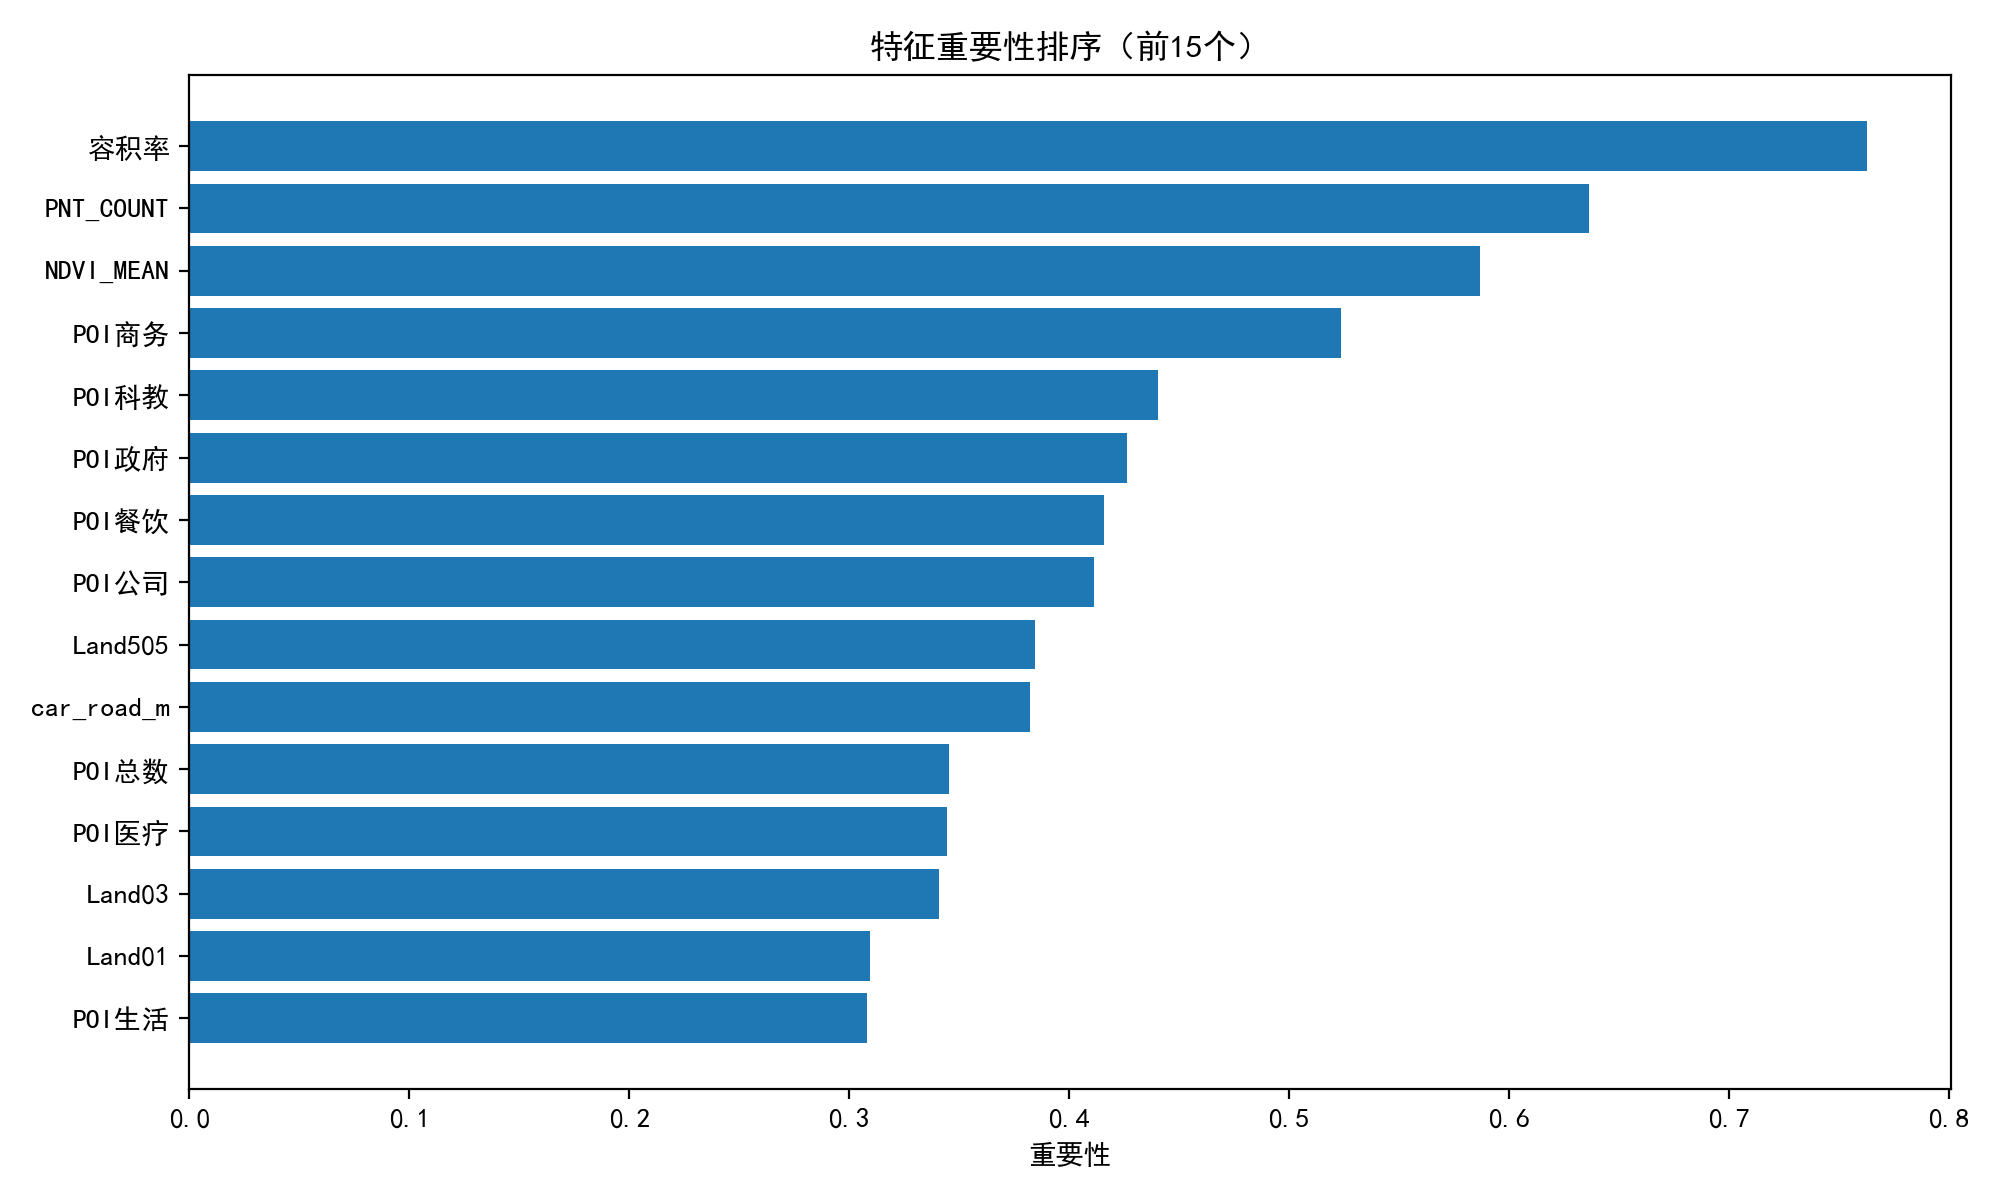 特征重要性排序（前15个）
容积率
PNT_COUNT
NDVI_MEAN
POI商务
POI科教
POI政府
POI餐饮
POI公司
Land505
car_road_m
POI总数
POI医疗
Land03
Land01
POI生活
0.0 0.1 0.2 0.3 0.4 0.5 0.6 0.7 0.8
重要性